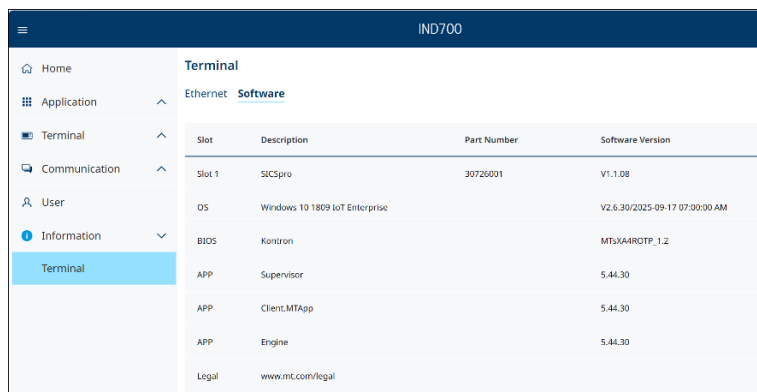 IND700
Home
Application
Terminal
Communication
User
Information
Terminal
Terminal
Ethernet Software
Slot Description Part Number Software Version
Slot 1 SICSpro 30726001 V1.1.08
OS Windows 10 1809 IoT Enterprise V2.6.30/2025-09-17 07:00:00 AM
BIOS Kontron MTsXA4ROTP_1.2
APP Supervisor 5.44.30
APP Client.MTApp 5.44.30
APP Engine 5.44.30
Legal www.mt.com/legal